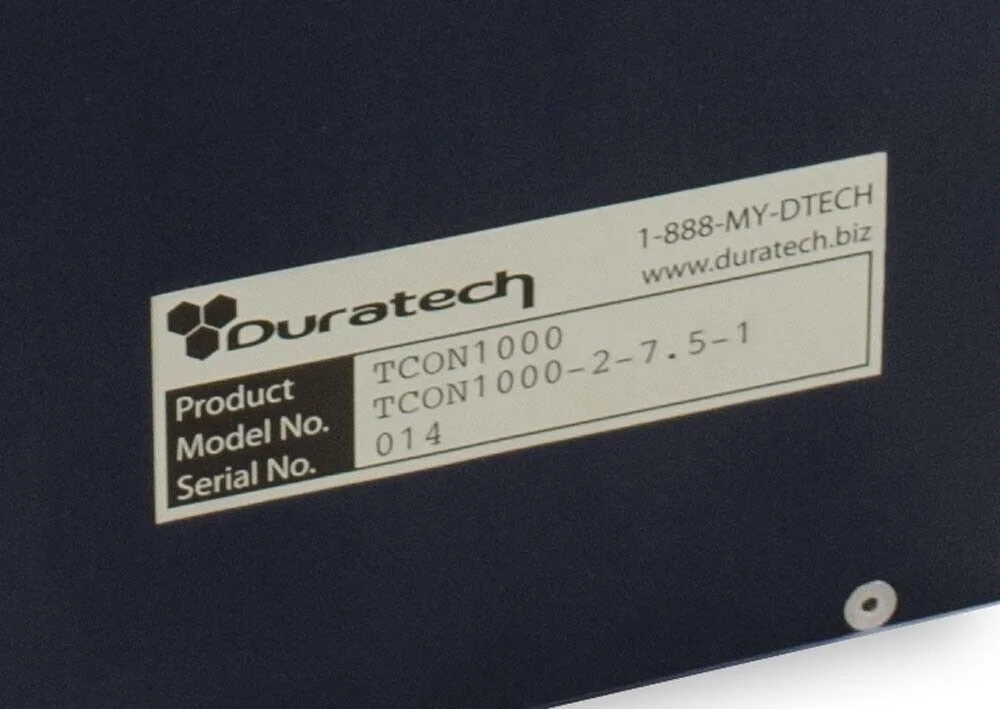 1-888-MY-DTECH
www.duratech.biz
Duratech
Product TCON1000
Model No. TCON1000-2-7.5-1
Serial No. 014